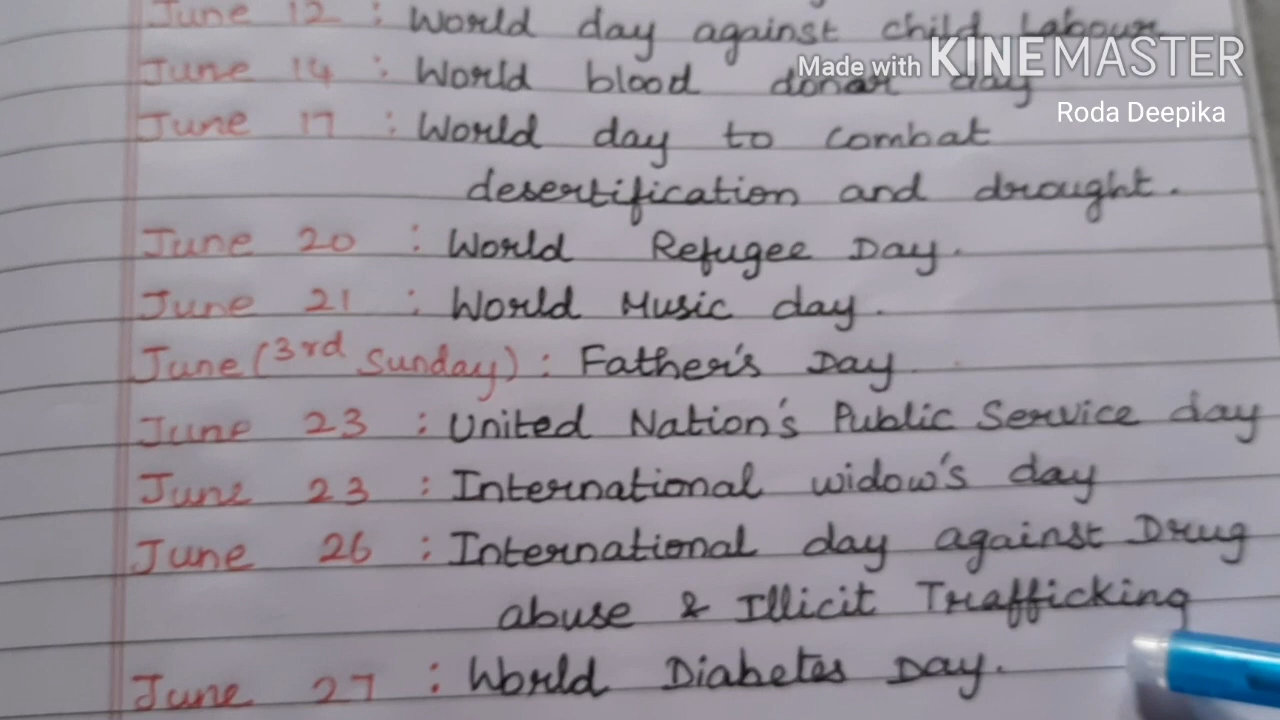 June 12 : World day against child Labour
Made with KINEMASTER
June 14 : World blood donar day
Roda Deepika
June 17 : World day to combat
desertification and drought.
June 20 : World Refugee Day.
June 21 : World Music day.
June (3rd Sunday) : Father's Day
June 23 : United Nation's Public Service day
June 23 : International widow's day
June 26 : International day against Drug
abuse & Illicit Trafficking
June 27 : World Diabetes Day.